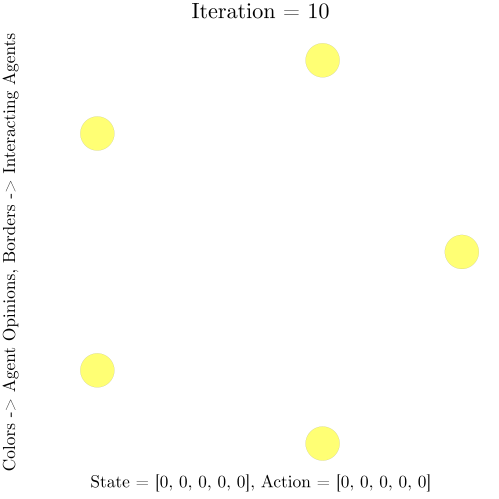 Iteration = 10
Colors -> Agent Opinions, Borders -> Interacting Agents
State = [0, 0, 0, 0, 0], Action = [0, 0, 0, 0, 0]